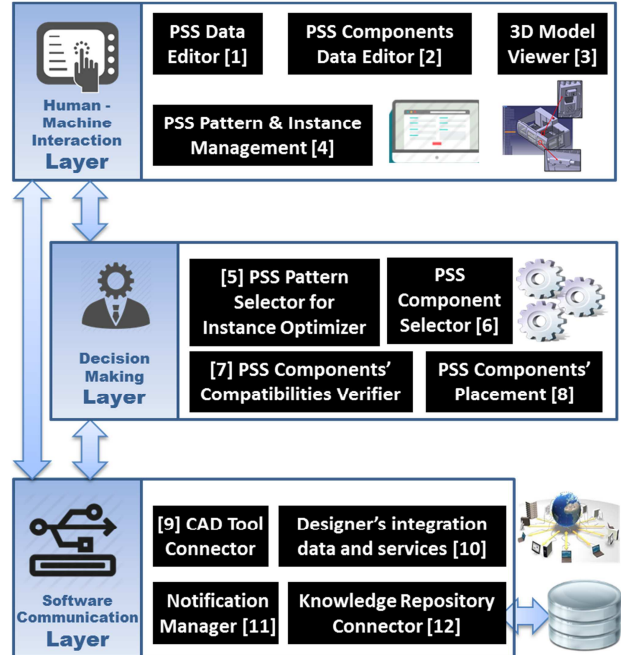 PSS Data
Editor [1]
PSS Components
Data Editor [2]
3D Model
Viewer [3]
Human -
Machine
Interaction
Layer
PSS Pattern & Instance
Management [4]
Decision
Making
Layer
[5] PSS Pattern
Selector for
Instance Optimizer
PSS
Component
Selector [6]
[7] PSS Components’
Compatibilities Verifier
PSS Components’
Placement [8]
Software
Communication
Layer
[9] CAD Tool
Connector
Designer’s integration
data and services [10]
Notification
Manager [11]
Knowledge Repository
Connector [12]